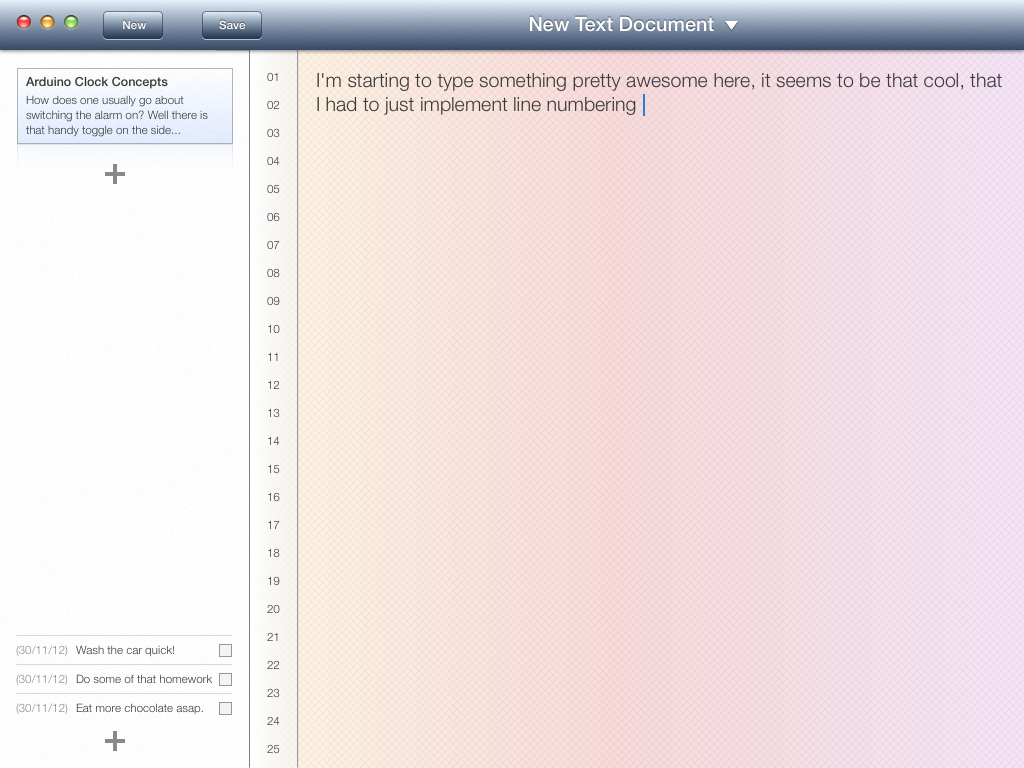 New
Save
New Text Document
Arduino Clock Concepts
How does one usually go about
switching the alarm on? Well there is
that handy toggle on the side...
(30/11/12) Wash the car quick!
(30/11/12) Do some of that homework
(30/11/12) Eat more chocolate asap.
01
02
03
04
05
06
07
08
09
10
11
12
13
14
15
16
17
18
19
20
21
22
23
24
25
I'm starting to type something pretty awesome here, it seems to be that cool, that
I had to just implement line numbering